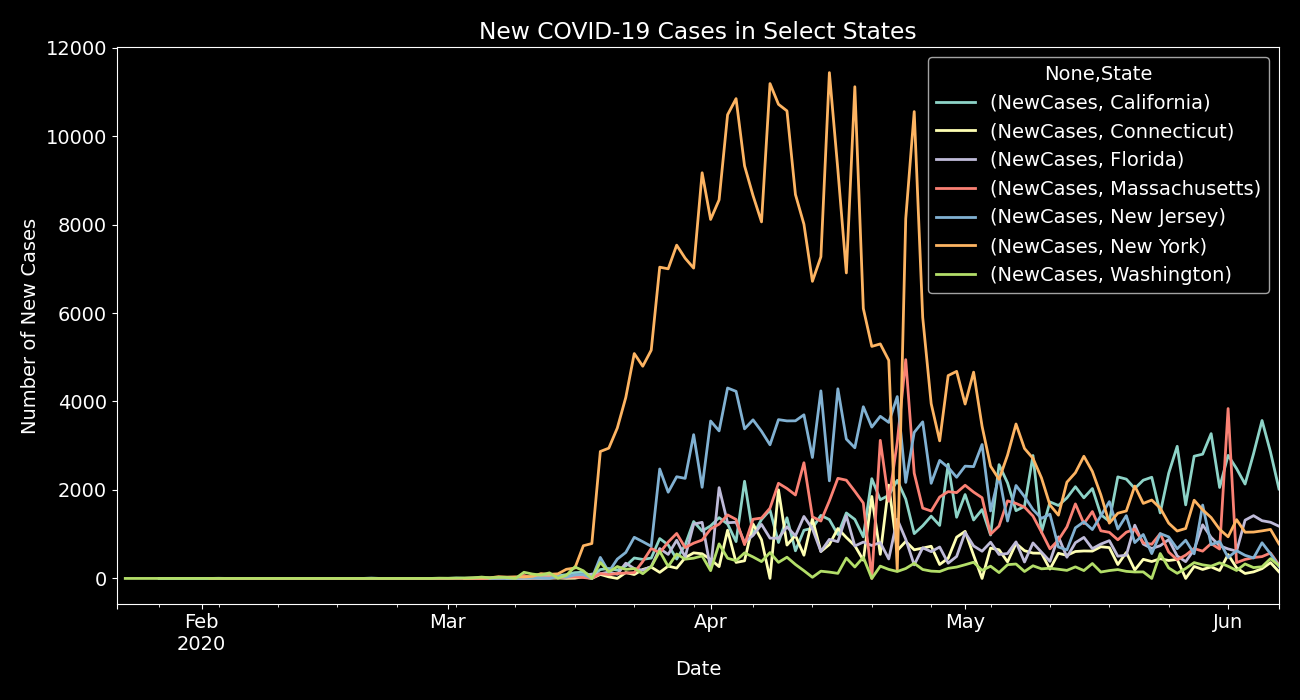 New COVID-19 Cases in Select States
12000
10000
8000
6000
4000
2000
0
Number of New Cases
None,State
(NewCases, California)
(NewCases, Connecticut)
(NewCases, Florida)
(NewCases, Massachusetts)
(NewCases, New Jersey)
(NewCases, New York)
(NewCases, Washington)
Feb Mar Apr May Jun
2020
Date